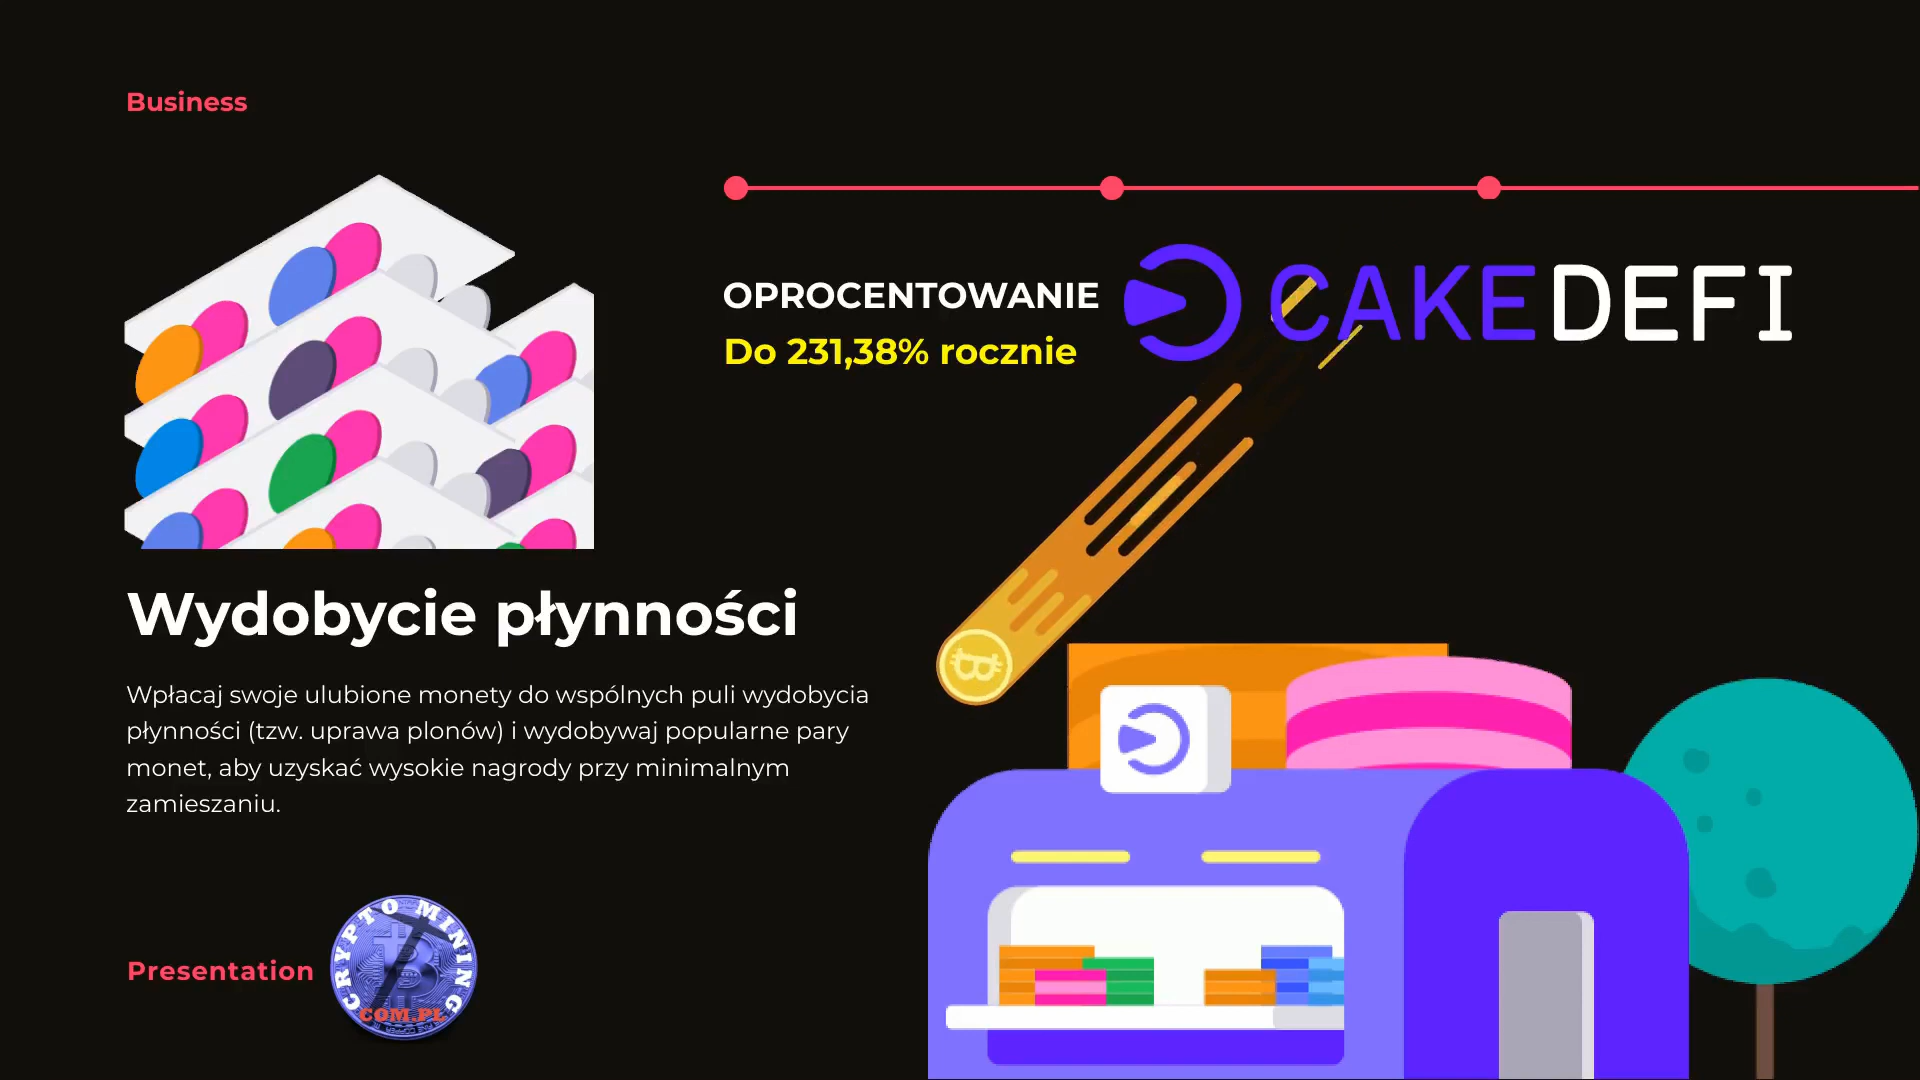 Business
OPROCENTOWANIE
Do 231,38% rocznie
CAKEDEFI
Wydobycie płynności
Wpłacaj swoje ulubione monety do wspólnych puli wydobycia
płynności (tzw. uprawa plonów) i wydobywaj popularne pary
monet, aby uzyskać wysokie nagrody przy minimalnym
zamieszaniu.
Presentation
CRYPTO MINING
COM.PL